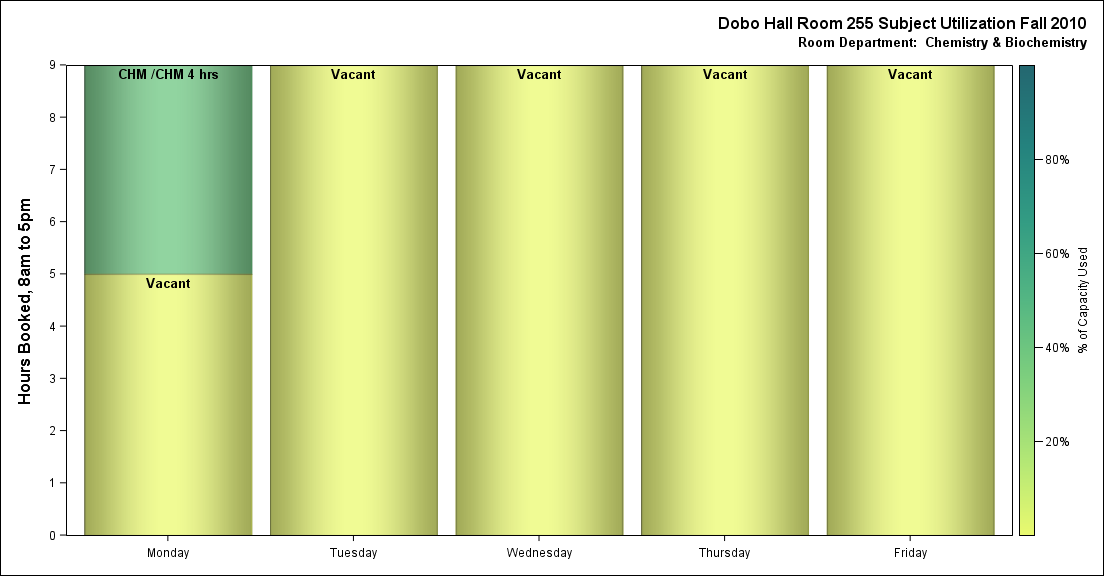 Dobo Hall Room 255 Subject Utilization Fall 2010
Room Department:  Chemistry & Biochemistry
Hours Booked, 8am to 5pm
9
8
7
6
5
4
3
2
1
0
CHM /CHM 4 hrs
Vacant
Vacant
Vacant
Vacant
Vacant
Monday
Tuesday
Wednesday
Thursday
Friday
80%
60%
40%
20%
% of Capacity Used